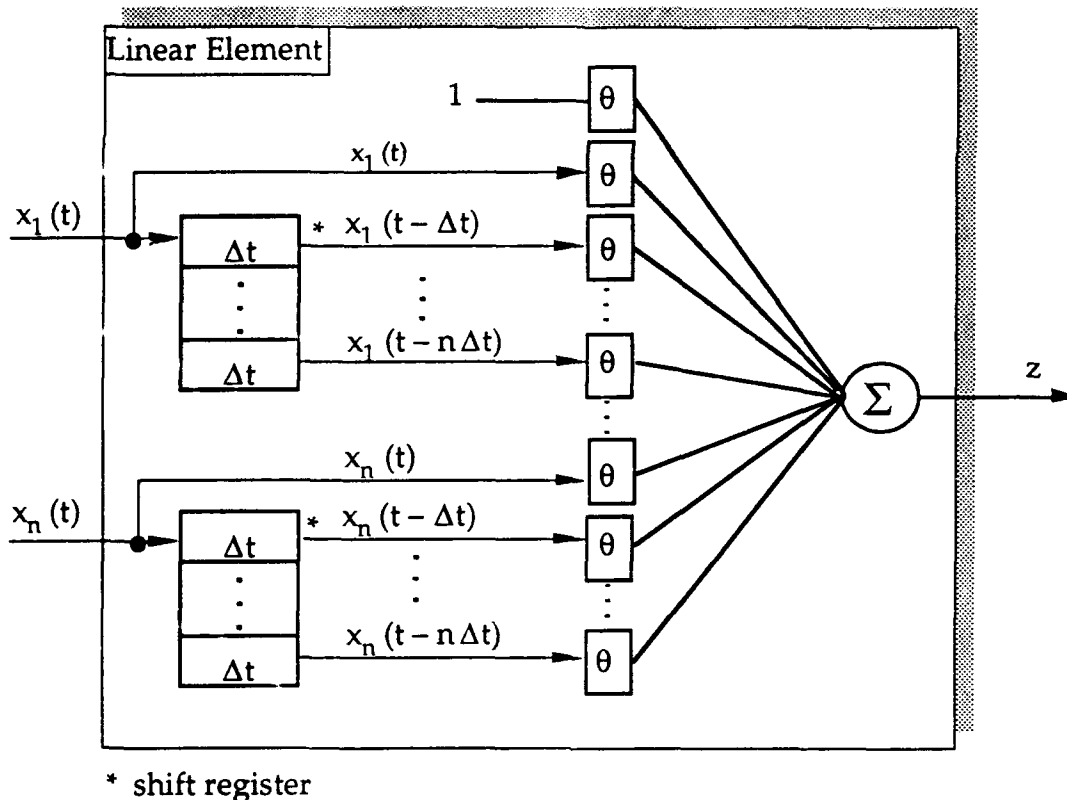 Linear Element
1
θ
x₁(t)
θ
x₁(t)
Δt
* x₁(t – Δt)
θ
Δt
x₁(t – n Δt)
θ
Σ
z
xₙ(t)
θ
xₙ(t)
Δt
* xₙ(t – Δt)
θ
Δt
xₙ(t – n Δt)
θ
* shift register